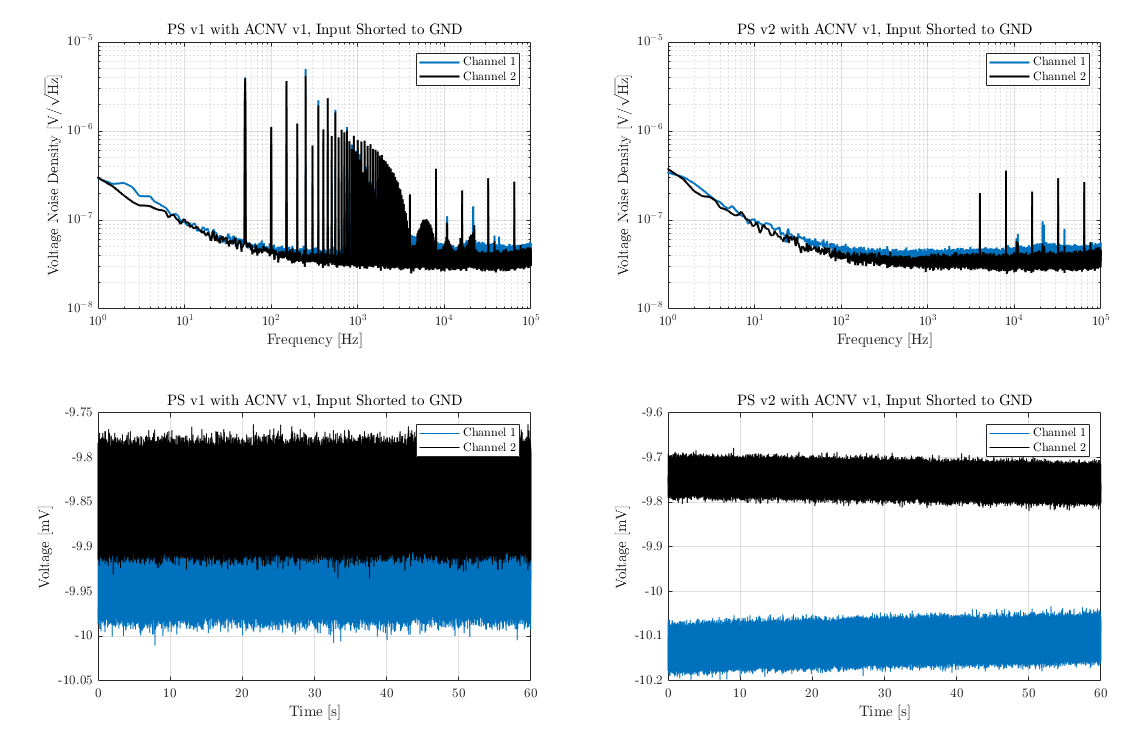 PS v1 with ACNV v1, Input Shorted to GND
10^-5
10^-6
10^-7
10^-8
Voltage Noise Density [V/√Hz]
Channel 1
Channel 2
10^0
10^1
10^2
10^3
10^4
10^5
Frequency [Hz]
PS v2 with ACNV v1, Input Shorted to GND
10^-5
10^-6
10^-7
10^-8
Voltage Noise Density [V/√Hz]
Channel 1
Channel 2
10^0
10^1
10^2
10^3
10^4
10^5
Frequency [Hz]
PS v1 with ACNV v1, Input Shorted to GND
-9.75
-9.8
-9.85
-9.9
-9.95
-10
-10.05
Voltage [mV]
Channel 1
Channel 2
0
10
20
30
40
50
60
Time [s]
PS v2 with ACNV v1, Input Shorted to GND
-9.6
-9.7
-9.8
-9.9
-10
-10.1
-10.2
Voltage [mV]
Channel 1
Channel 2
0
10
20
30
40
50
60
Time [s]